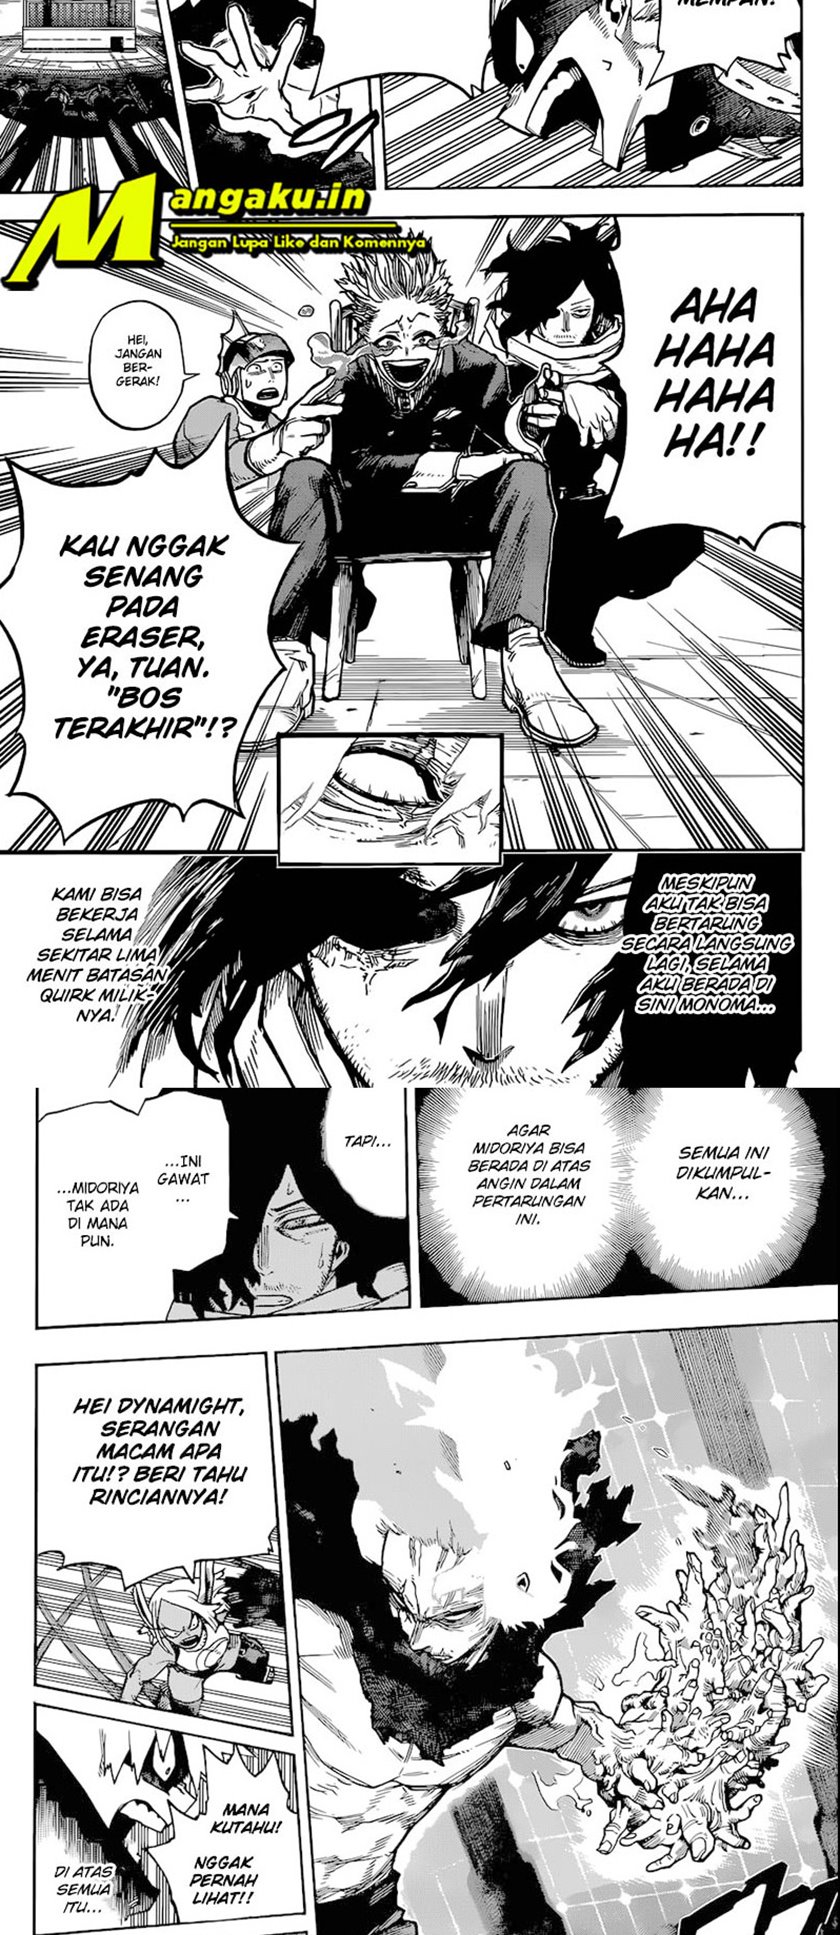 MEMPAN!
Mangaku.in
Jangan Lupa Like dan Komennya
AHA
HAHA
HAHA
HA!!
HEI,
JANGAN
BER-
GERAK!
KAU NGGAK
SENANG
PADA
ERASER,
YA, TUAN.
"BOS
TERAKHIR"!?
MESKIPUN
AKU TAK BISA
BERTARUNG
SECARA LANGSUNG
LAGI, SELAMA
AKU BERADA DI
SINI MONOMA...
KAMI BISA
BEKERJA
SELAMA
SEKITAR LIMA
MENIT BATASAN
QUIRK MILIK-
NYA!
SEMUA INI
DIKUMPUL-
KAN...
AGAR
MIDORIYA BISA
BERADA DI ATAS
ANGIN DALAM
PERTARUNGAN
INI.
TAPI...
...INI
GAWAT
...
...MIDORIYA
TAK ADA
DI MANA
PUN.
HEI DYNAMIGHT,
SERANGAN
MACAM APA
ITU!? BERI TAHU
RINCIANNYA!
MANA
KUTAHU!
NGGAK
PERNAH
LIHAT!!
DI ATAS
SEMUA
ITU...